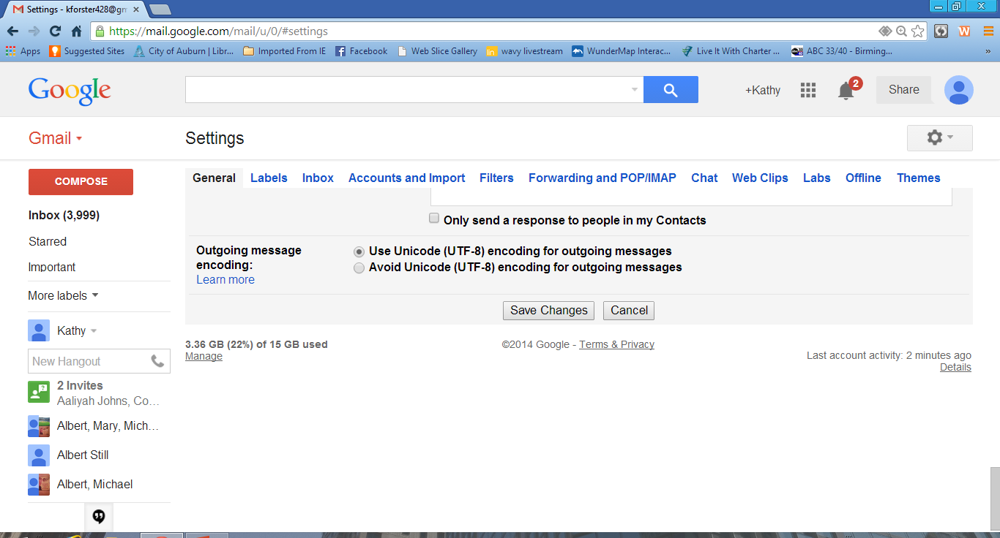 Settings - kforster428@gm
https://mail.google.com/mail/u/0/#settings
Apps Suggested Sites City of Auburn | Libr... Imported From IE Facebook Web Slice Gallery wavy livestream WunderMap Interac... Live It With Charter ... ABC 33/40 - Birming... »
Google
+Kathy 2 Share
Gmail Settings
General Labels Inbox Accounts and Import Filters Forwarding and POP/IMAP Chat Web Clips Labs Offline Themes
COMPOSE
Inbox (3,999)
Starred
Important
More labels
Kathy
New Hangout
2 Invites
Aaliyah Johns, Co...
Albert, Mary, Mich...
Albert Still
Albert, Michael
Only send a response to people in my Contacts
Outgoing message
encoding:
Learn more
Use Unicode (UTF-8) encoding for outgoing messages
Avoid Unicode (UTF-8) encoding for outgoing messages
Save Changes Cancel
3.36 GB (22%) of 15 GB used
Manage
©2014 Google - Terms & Privacy
Last account activity: 2 minutes ago
Details